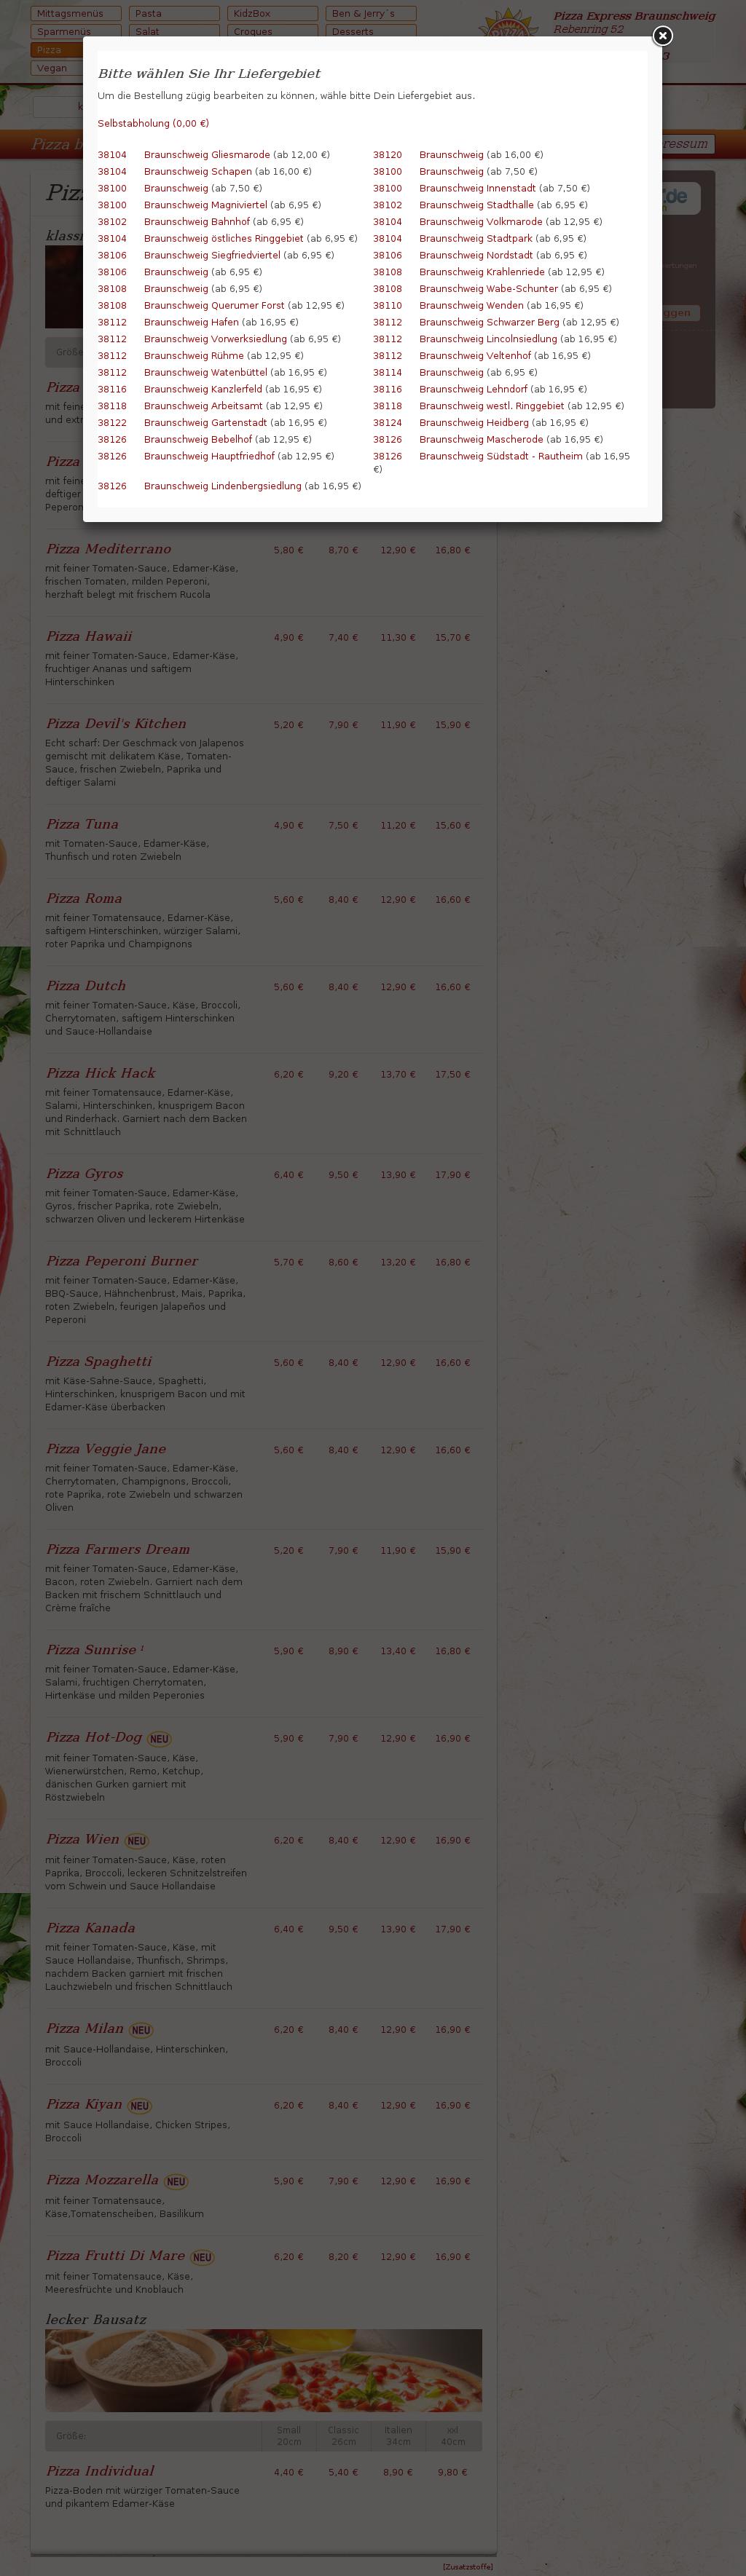 Mittagsmenüs
Pasta
KidzBox
Ben & Jerry`s
Sparmenüs
Salat
Croques
Desserts
Pizza
Vegan
Pizza Express Braunschweig
Rebenring 52
Bitte wählen Sie Ihr Liefergebiet
Um die Bestellung zügig bearbeiten zu können, wähle bitte Dein Liefergebiet aus.
Selbstabholung (0,00 €)
38104 Braunschweig Gliesmarode (ab 12,00 €)
38120 Braunschweig (ab 16,00 €)
38104 Braunschweig Schapen (ab 16,00 €)
38100 Braunschweig (ab 7,50 €)
38100 Braunschweig (ab 7,50 €)
38100 Braunschweig Innenstadt (ab 7,50 €)
38100 Braunschweig Magniviertel (ab 6,95 €)
38102 Braunschweig Stadthalle (ab 6,95 €)
38102 Braunschweig Bahnhof (ab 6,95 €)
38104 Braunschweig Volkmarode (ab 12,95 €)
38104 Braunschweig östliches Ringgebiet (ab 6,95 €)
38104 Braunschweig Stadtpark (ab 6,95 €)
38106 Braunschweig Siegfriedviertel (ab 6,95 €)
38106 Braunschweig Nordstadt (ab 6,95 €)
38106 Braunschweig (ab 6,95 €)
38108 Braunschweig Krahlenriede (ab 12,95 €)
38108 Braunschweig (ab 6,95 €)
38108 Braunschweig Wabe-Schunter (ab 6,95 €)
38108 Braunschweig Querumer Forst (ab 12,95 €)
38110 Braunschweig Wenden (ab 16,95 €)
38112 Braunschweig Hafen (ab 16,95 €)
38112 Braunschweig Schwarzer Berg (ab 12,95 €)
38112 Braunschweig Vorwerksiedlung (ab 6,95 €)
38112 Braunschweig Lincolnsiedlung (ab 16,95 €)
38112 Braunschweig Rühme (ab 12,95 €)
38112 Braunschweig Veltenhof (ab 16,95 €)
38112 Braunschweig Watenbüttel (ab 16,95 €)
38114 Braunschweig (ab 6,95 €)
38116 Braunschweig Kanzlerfeld (ab 16,95 €)
38116 Braunschweig Lehndorf (ab 16,95 €)
38118 Braunschweig Arbeitsamt (ab 12,95 €)
38118 Braunschweig westl. Ringgebiet (ab 12,95 €)
38122 Braunschweig Gartenstadt (ab 16,95 €)
38124 Braunschweig Heidberg (ab 16,95 €)
38126 Braunschweig Bebelhof (ab 12,95 €)
38126 Braunschweig Mascherode (ab 16,95 €)
38126 Braunschweig Hauptfriedhof (ab 12,95 €)
38126 Braunschweig Südstadt - Rautheim (ab 16,95
€)
38126 Braunschweig Lindenbergsiedlung (ab 16,95 €)
Pizza Mediterrano 5,80 € 8,70 € 12,90 € 16,80 €
mit feiner Tomaten-Sauce, Edamer-Käse,
frischen Tomaten, milden Peperoni,
herzhaft belegt mit frischem Rucola
Pizza Hawaii 4,90 € 7,40 € 11,30 € 15,70 €
mit feiner Tomaten-Sauce, Edamer-Käse,
fruchtiger Ananas und saftigem
Hinterschinken
Pizza Devil's Kitchen 5,20 € 7,90 € 11,90 € 15,90 €
Echt scharf: Der Geschmack von Jalapenos
gemischt mit delikatem Käse, Tomaten-
Sauce, frischen Zwiebeln, Paprika und
deftiger Salami
Pizza Tuna 4,90 € 7,50 € 11,20 € 15,60 €
mit Tomaten-Sauce, Edamer-Käse,
Thunfisch und roten Zwiebeln
Pizza Roma 5,60 € 8,40 € 12,90 € 16,60 €
mit feiner Tomatensauce, Edamer-Käse,
saftigem Hinterschinken, würziger Salami,
roter Paprika und Champignons
Pizza Dutch 5,60 € 8,40 € 12,90 € 16,60 €
mit feiner Tomaten-Sauce, Käse, Broccoli,
Cherrytomaten, saftigem Hinterschinken
und Sauce-Hollandaise
Pizza Hick Hack 6,20 € 9,20 € 13,70 € 17,50 €
mit feiner Tomatensauce, Edamer-Käse,
Salami, Hinterschinken, knusprigem Bacon
und Rinderhack. Garniert nach dem Backen
mit Schnittlauch
Pizza Gyros 6,40 € 9,50 € 13,90 € 17,90 €
mit feiner Tomaten-Sauce, Edamer-Käse,
Gyros, frischer Paprika, rote Zwiebeln,
schwarzen Oliven und leckerem Hirtenkäse
Pizza Peperoni Burner 5,70 € 8,60 € 13,20 € 16,80 €
mit feiner Tomaten-Sauce, Edamer-Käse,
BBQ-Sauce, Hähnchenbrust, Mais, Paprika,
roten Zwiebeln, feurigen Jalapeños und
Peperoni
Pizza Spaghetti 5,60 € 8,40 € 12,90 € 16,60 €
mit Käse-Sahne-Sauce, Spaghetti,
Hinterschinken, knusprigem Bacon und mit
Edamer-Käse überbacken
Pizza Veggie Jane 5,60 € 8,40 € 12,90 € 16,60 €
mit feiner Tomaten-Sauce, Edamer-Käse,
Cherrytomaten, Champignons, Broccoli,
rote Paprika, rote Zwiebeln und schwarzen
Oliven
Pizza Farmers Dream 5,20 € 7,90 € 11,90 € 15,90 €
mit feiner Tomaten-Sauce, Edamer-Käse,
Bacon, roten Zwiebeln. Garniert nach dem
Backen mit frischem Schnittlauch und
Crème fraîche
Pizza Sunrise 5,90 € 8,90 € 13,40 € 16,80 €
mit feiner Tomaten-Sauce, Edamer-Käse,
Salami, fruchtigen Cherrytomaten,
Hirtenkäse und milden Peperonies
Pizza Hot-Dog NEU 5,90 € 7,90 € 12,90 € 16,90 €
mit feiner Tomaten-Sauce, Käse,
Wienerwürstchen, Remo, Ketchup,
dänischen Gurken garniert mit
Röstzwiebeln
Pizza Wien NEU 6,20 € 8,40 € 12,90 € 16,90 €
mit feiner Tomaten-Sauce, Käse, roten
Paprika, Broccoli, leckeren Schnitzelstreifen
vom Schwein und Sauce Hollandaise
Pizza Kanada 6,40 € 9,50 € 13,90 € 17,90 €
mit feiner Tomaten-Sauce, Käse, mit
Sauce Hollandaise, Thunfisch, Shrimps,
nachdem Backen garniert mit frischen
Lauchzwiebeln und frischen Schnittlauch
Pizza Milan NEU 6,20 € 8,40 € 12,90 € 16,90 €
mit Sauce-Hollandaise, Hinterschinken,
Broccoli
Pizza Kiyan NEU 6,20 € 8,40 € 12,90 € 16,90 €
mit Sauce Hollandaise, Chicken Stripes,
Broccoli
Pizza Mozzarella NEU 5,90 € 7,90 € 12,90 € 16,90 €
mit feiner Tomatensauce,
Käse,Tomatenscheiben, Basilikum
Pizza Frutti Di Mare NEU 6,20 € 8,20 € 12,90 € 16,90 €
mit feiner Tomatensauce, Käse,
Meeresfrüchte und Knoblauch
lecker Bausatz
Größe: Small Classic Italien xxl
20cm 26cm 34cm 40cm
Pizza Individual 4,40 € 5,40 € 8,90 € 9,80 €
Pizza-Boden mit würziger Tomaten-Sauce
und pikantem Edamer-Käse
[Zusatzstoffe]